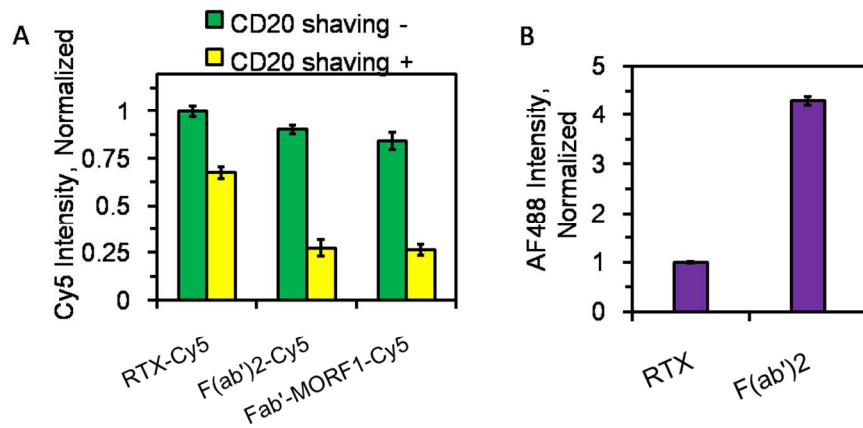 A
CD20 shaving -
CD20 shaving +
Cy5 Intensity, Normalized
1
0.75
0.5
0.25
0
RTX-Cy5
F(ab')2-Cy5
Fab'-MORF1-Cy5
B
AF488 Intensity,
Normalized
5
4
3
2
1
0
RTX
F(ab')2